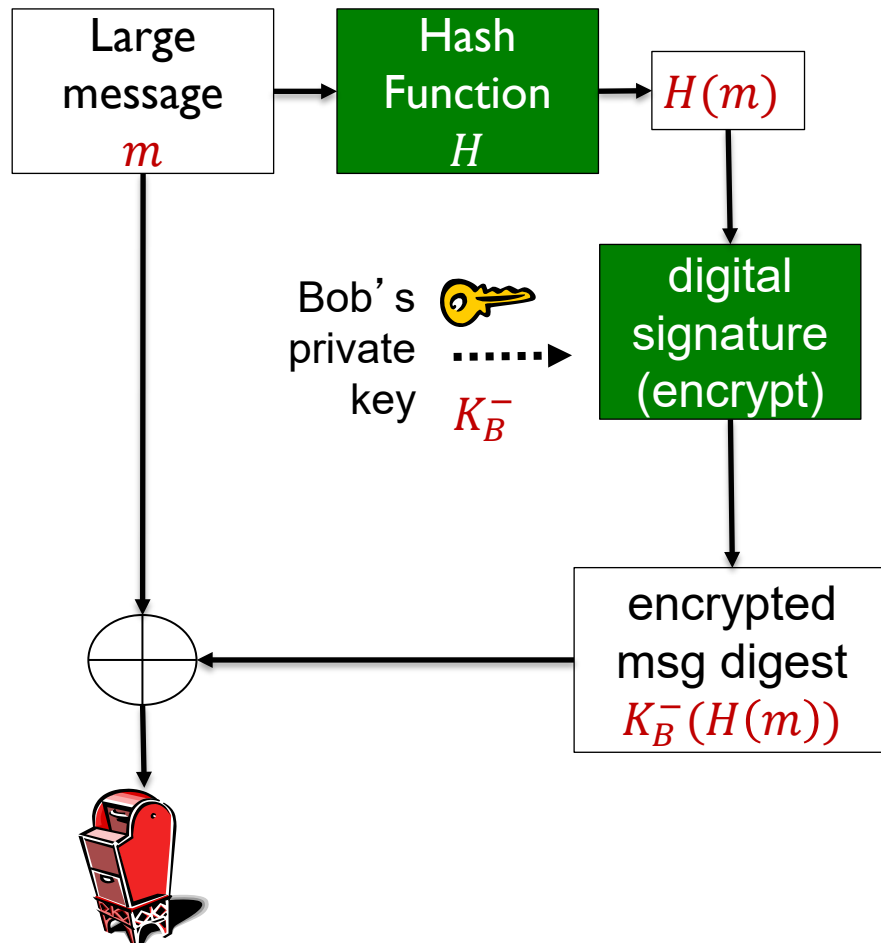 Large
message
m
Hash
Function
H
H(m)
Bob's
private
key
K_B^-
digital
signature
(encrypt)
encrypted
msg digest
K_B^-(H(m))